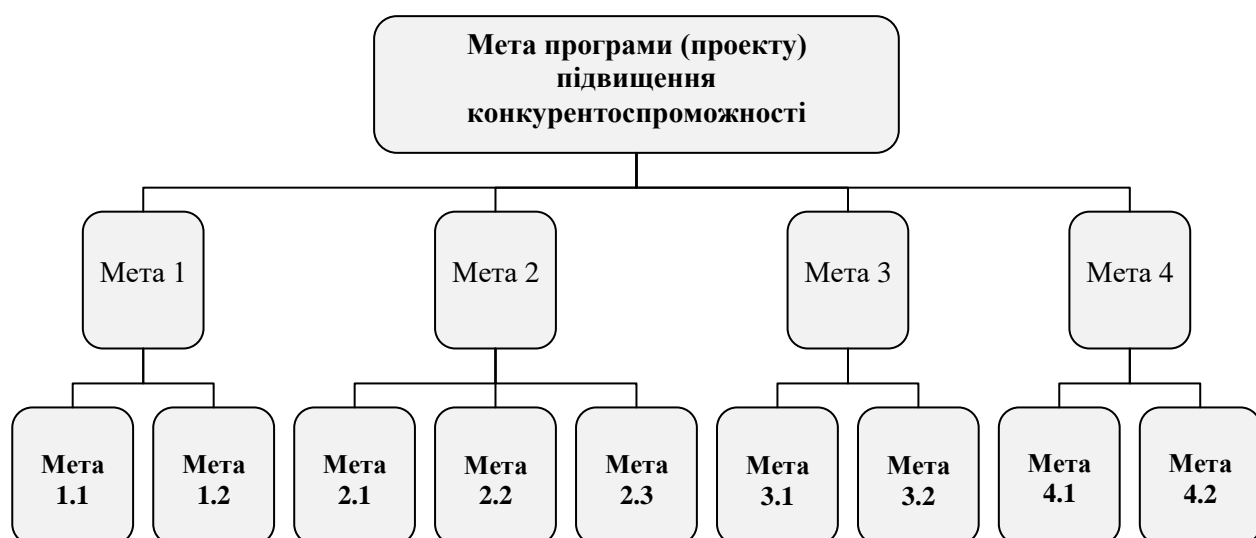 Мета програми (проекту)
підвищення
конкурентоспроможності
Мета 1
Мета 2
Мета 3
Мета 4
Мета
1.1
Мета
1.2
Мета
2.1
Мета
2.2
Мета
2.3
Мета
3.1
Мета
3.2
Мета
4.1
Мета
4.2